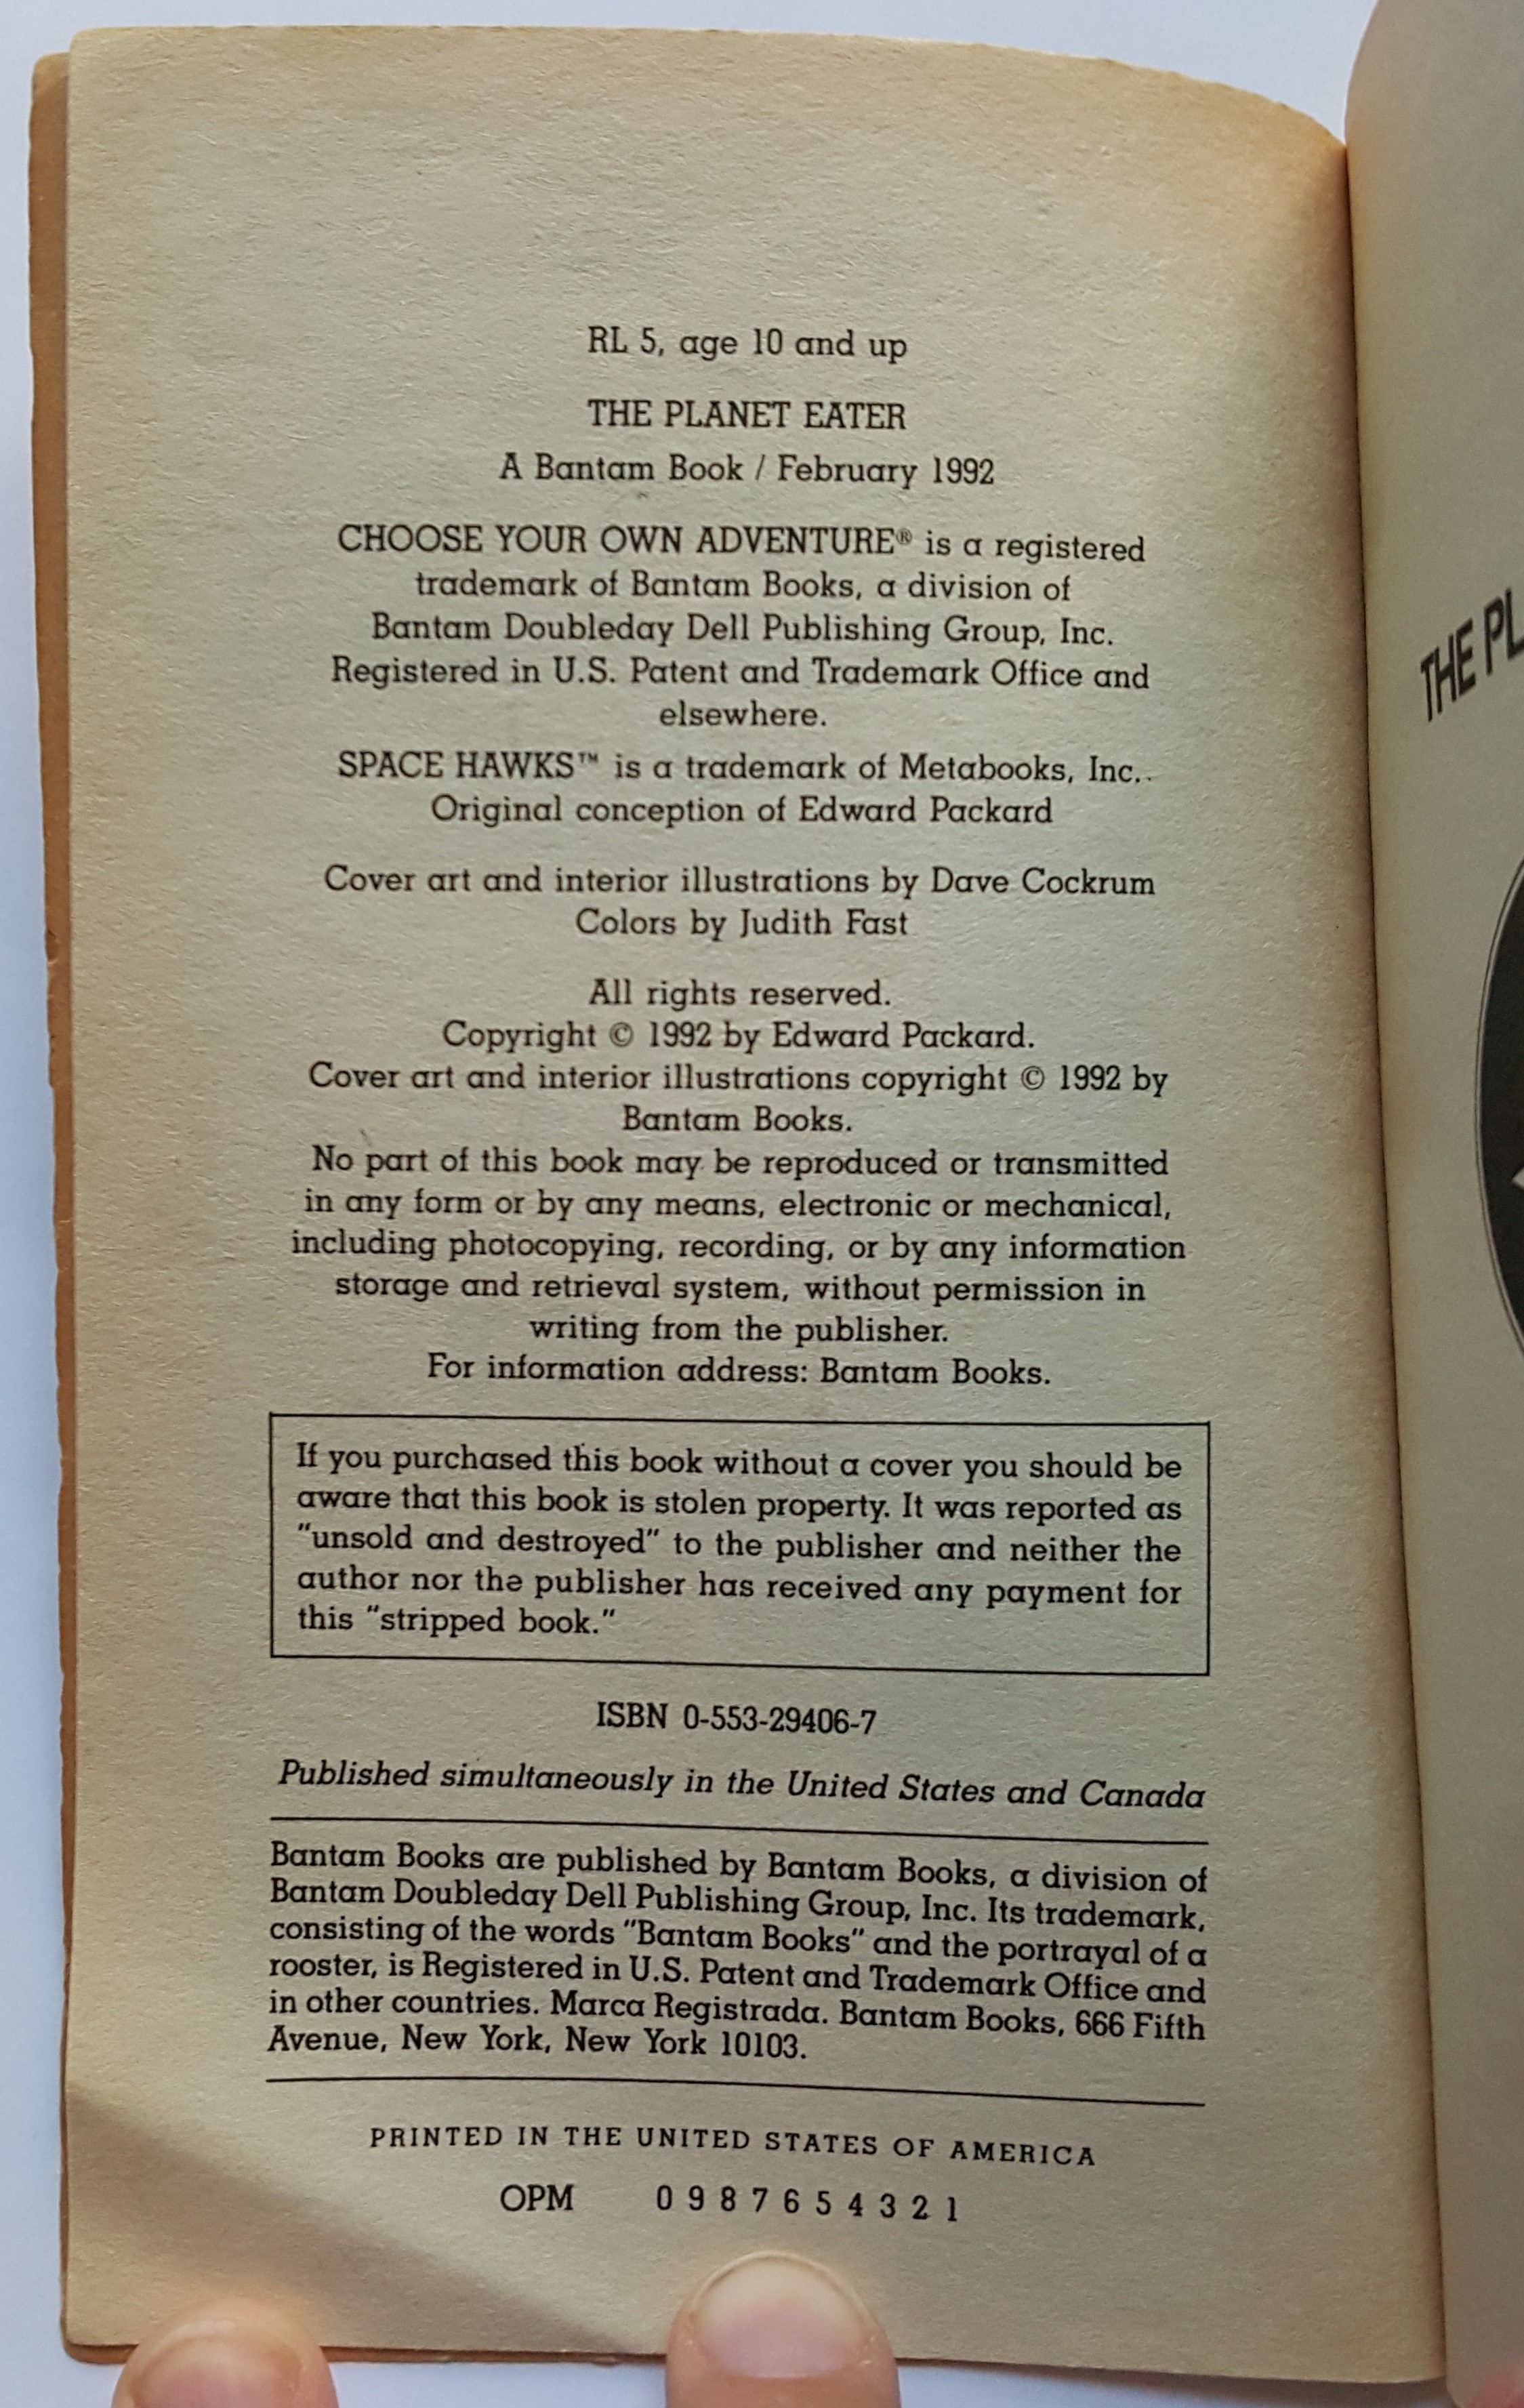 RL 5, age 10 and up
THE PLANET EATER
A Bantam Book / February 1992
CHOOSE YOUR OWN ADVENTURE® is a registered
trademark of Bantam Books, a division of
Bantam Doubleday Dell Publishing Group, Inc.
Registered in U.S. Patent and Trademark Office and
elsewhere.
SPACE HAWKS™ is a trademark of Metabooks, Inc..
Original conception of Edward Packard
Cover art and interior illustrations by Dave Cockrum
Colors by Judith Fast
All rights reserved.
Copyright © 1992 by Edward Packard.
Cover art and interior illustrations copyright © 1992 by
Bantam Books.
No part of this book may be reproduced or transmitted
in any form or by any means, electronic or mechanical,
including photocopying, recording, or by any information
storage and retrieval system, without permission in
writing from the publisher.
For information address: Bantam Books.
If you purchased this book without a cover you should be
aware that this book is stolen property. It was reported as
"unsold and destroyed" to the publisher and neither the
author nor the publisher has received any payment for
this "stripped book."
ISBN 0-553-29406-7
Published simultaneously in the United States and Canada
Bantam Books are published by Bantam Books, a division of
Bantam Doubleday Dell Publishing Group, Inc. Its trademark,
consisting of the words "Bantam Books" and the portrayal of a
rooster, is Registered in U.S. Patent and Trademark Office and
in other countries. Marca Registrada. Bantam Books, 666 Fifth
Avenue, New York, New York 10103.
PRINTED IN THE UNITED STATES OF AMERICA
OPM 0 9 8 7 6 5 4 3 2 1
THE PL